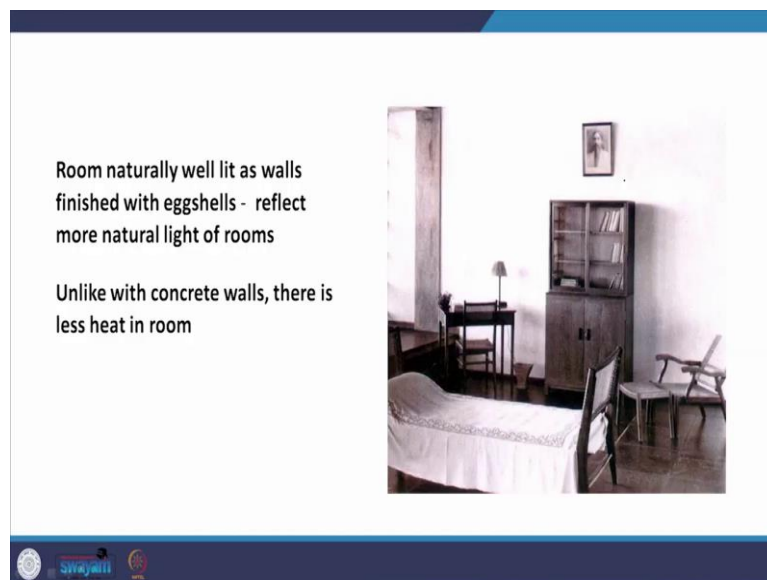 Room naturally well lit as walls
finished with eggshells - reflect
more natural light of rooms
Unlike with concrete walls, there is
less heat in room
swayam